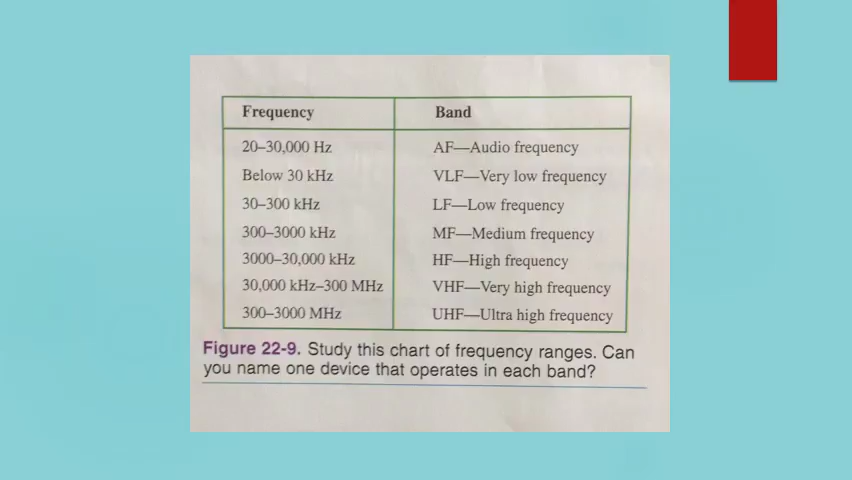 Frequency Band
20–30,000 Hz AF—Audio frequency
Below 30 kHz VLF—Very low frequency
30–300 kHz LF—Low frequency
300–3000 kHz MF—Medium frequency
3000–30,000 kHz HF—High frequency
30,000 kHz–300 MHz VHF—Very high frequency
300–3000 MHz UHF—Ultra high frequency
Figure 22-9. Study this chart of frequency ranges. Can
you name one device that operates in each band?